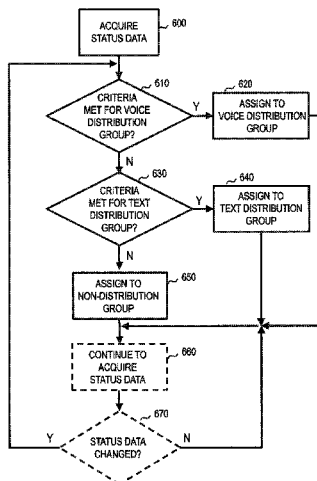 ACQUIRE
STATUS DATA
600
CRITERIA
MET FOR VOICE
DISTRIBUTION
GROUP?
610
Y
ASSIGN TO
VOICE DISTRIBUTION
GROUP
620
N
CRITERIA
MET FOR TEXT
DISTRIBUTION
GROUP?
630
Y
ASSIGN TO
TEXT DISTRIBUTION
GROUP
640
N
ASSIGN TO
NON-DISTRIBUTION
GROUP
650
CONTINUE TO
ACQUIRE
STATUS DATA
660
Y
STATUS DATA
CHANGED?
670
N